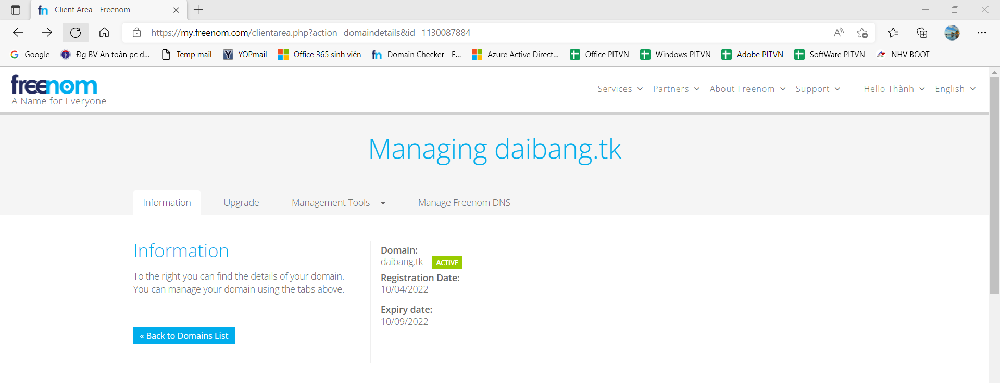 Client Area - Freenom
https://my.freenom.com/clientarea.php?action=domaindetails&id=1130087884
Google Đg BV An toàn pc d... Temp mail YOPmail Office 365 sinh viên Domain Checker - F... Azure Active Direct... Office PITVN Windows PITVN Adobe PITVN SoftWare PITVN NHV BOOT
freenom
A Name for Everyone
Services Partners About Freenom Support Hello Thành English
Managing daibang.tk
Information Upgrade Management Tools Manage Freenom DNS
Information
To the right you can find the details of your domain.
You can manage your domain using the tabs above.
« Back to Domains List
Domain:
daibang.tk ACTIVE
Registration Date:
10/04/2022
Expiry date:
10/09/2022